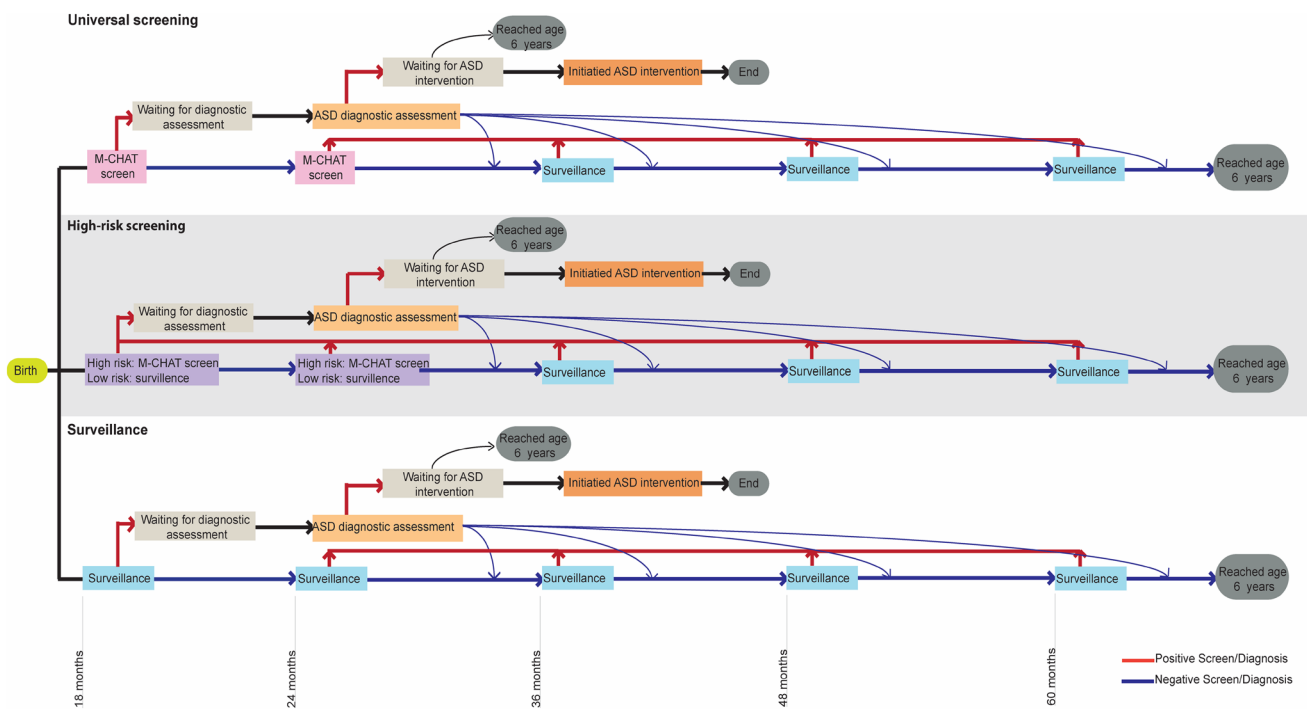 Universal screening
Reached age
6 years
Waiting for ASD
intervention
Initiatied ASD intervention
End
Waiting for diagnostic
assessment
ASD diagnostic assessment
M-CHAT
screen
M-CHAT
screen
Surveillance
Surveillance
Surveillance
Reached age
6 years
High-risk screening
Reached age
6 years
Waiting for ASD
intervention
Initiatied ASD intervention
End
Waiting for diagnostic
assessment
ASD diagnostic assessment
Birth
High risk: M-CHAT screen
Low risk: survillence
High risk: M-CHAT screen
Low risk: survillence
Surveillance
Surveillance
Surveillance
Reached age
6 years
Surveillance
Reached age
6 years
Waiting for ASD
intervention
Initiatied ASD intervention
End
Waiting for diagnostic
assessment
ASD diagnostic assessment
Surveillance
Surveillance
Surveillance
Surveillance
Surveillance
Reached age
6 years
18 months
24 months
36 months
48 months
60 months
Positive Screen/Diagnosis
Negative Screen/Diagnosis